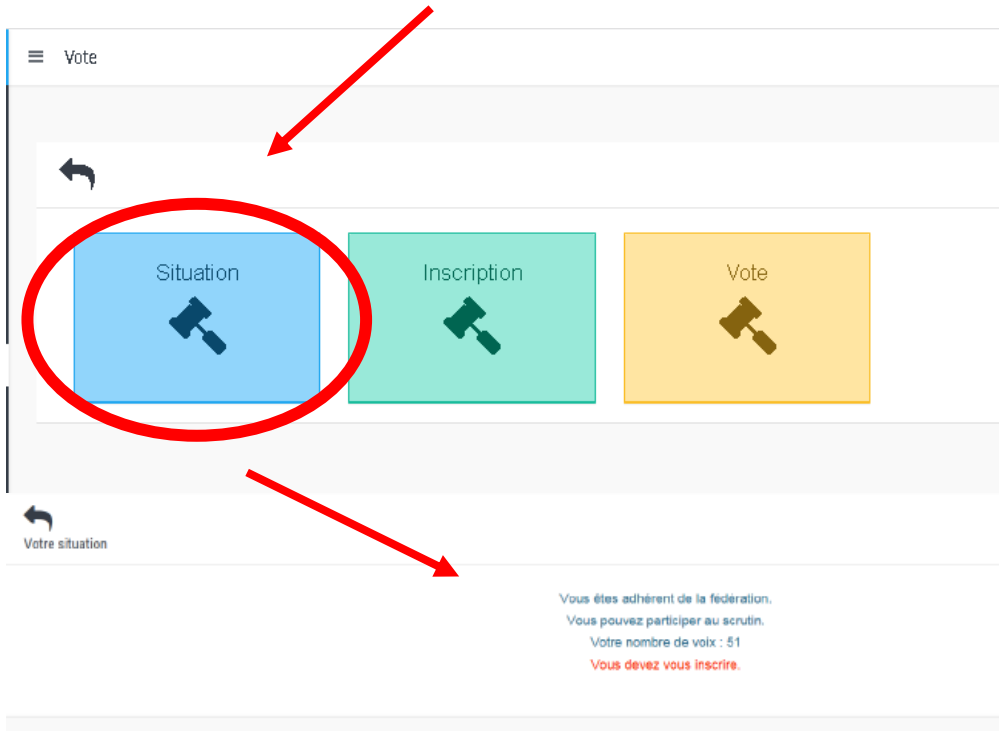 Vote
Situation
Inscription
Vote
Votre situation
Vous êtes adhérent de la fédération.
Vous pouvez participer au scrutin.
Votre nombre de voix : 51
Vous devez vous inscrire.